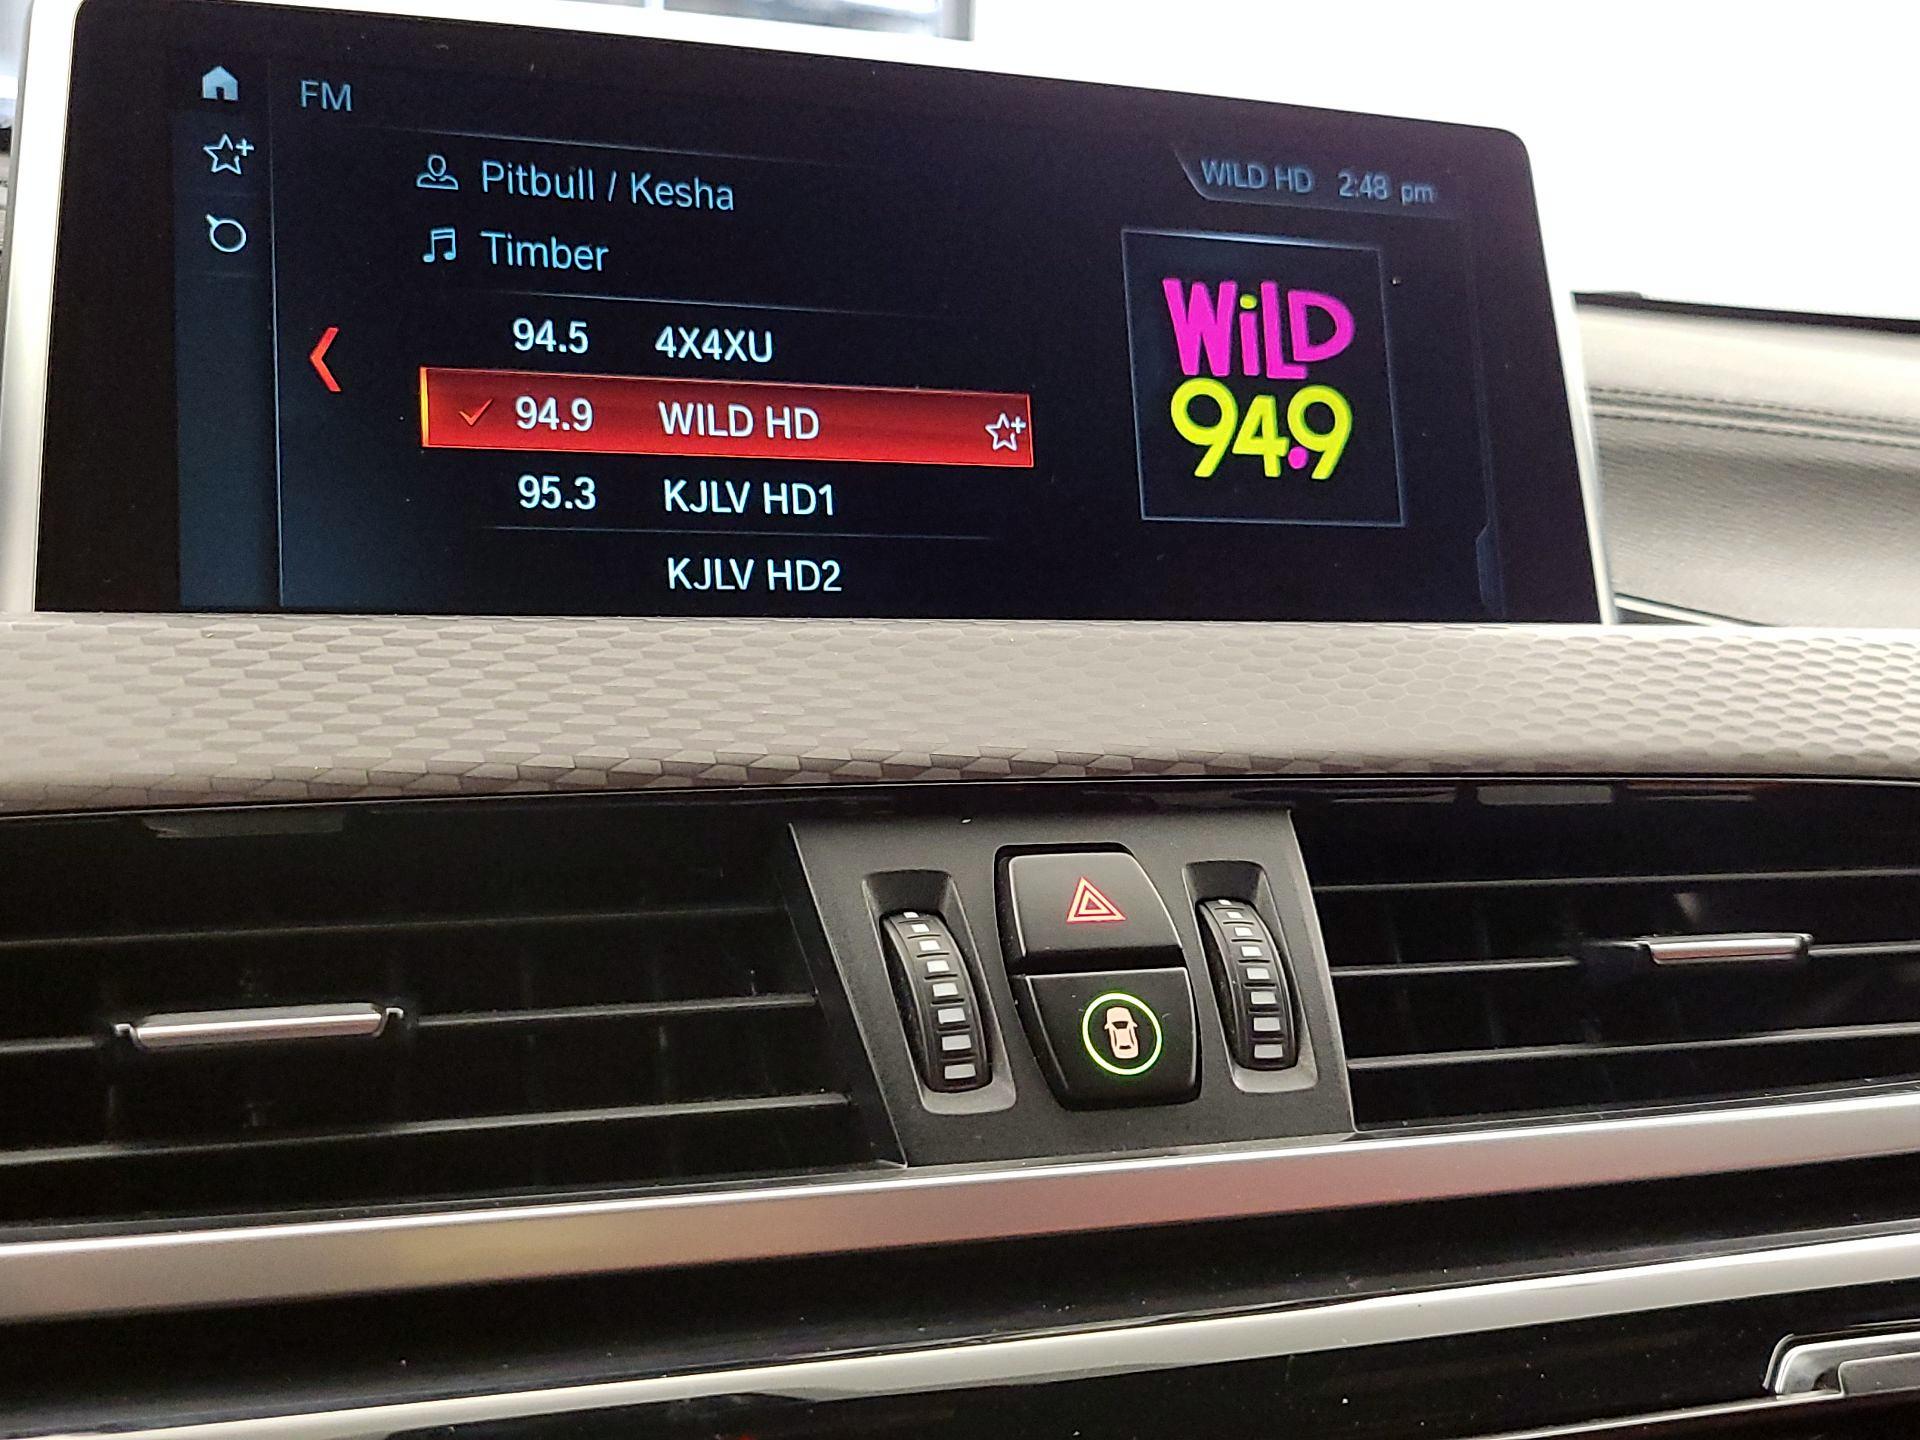 FM
WILD HD 2:48 pm
Pitbull / Kesha
Timber
94.5 4X4XU
94.9 WILD HD
95.3 KJLV HD1
KJLV HD2
WiLD
94.9